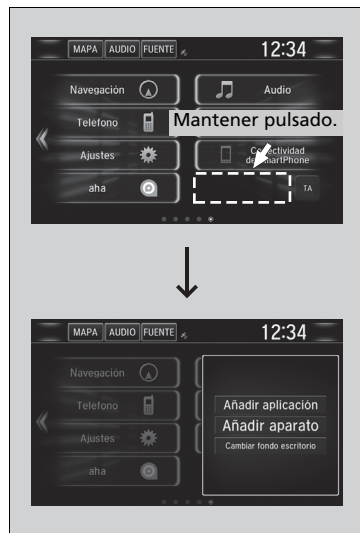 MAPA AUDIO FUENTE 12:34
Navegación Audio
Teléfono Mantener pulsado.
Ajustes Conectividad
de SmartPhone
aha TA
MAPA AUDIO FUENTE 12:34
Navegación
Teléfono
Ajustes
aha
Añadir aplicación
Añadir aparato
Cambiar fondo escritorio